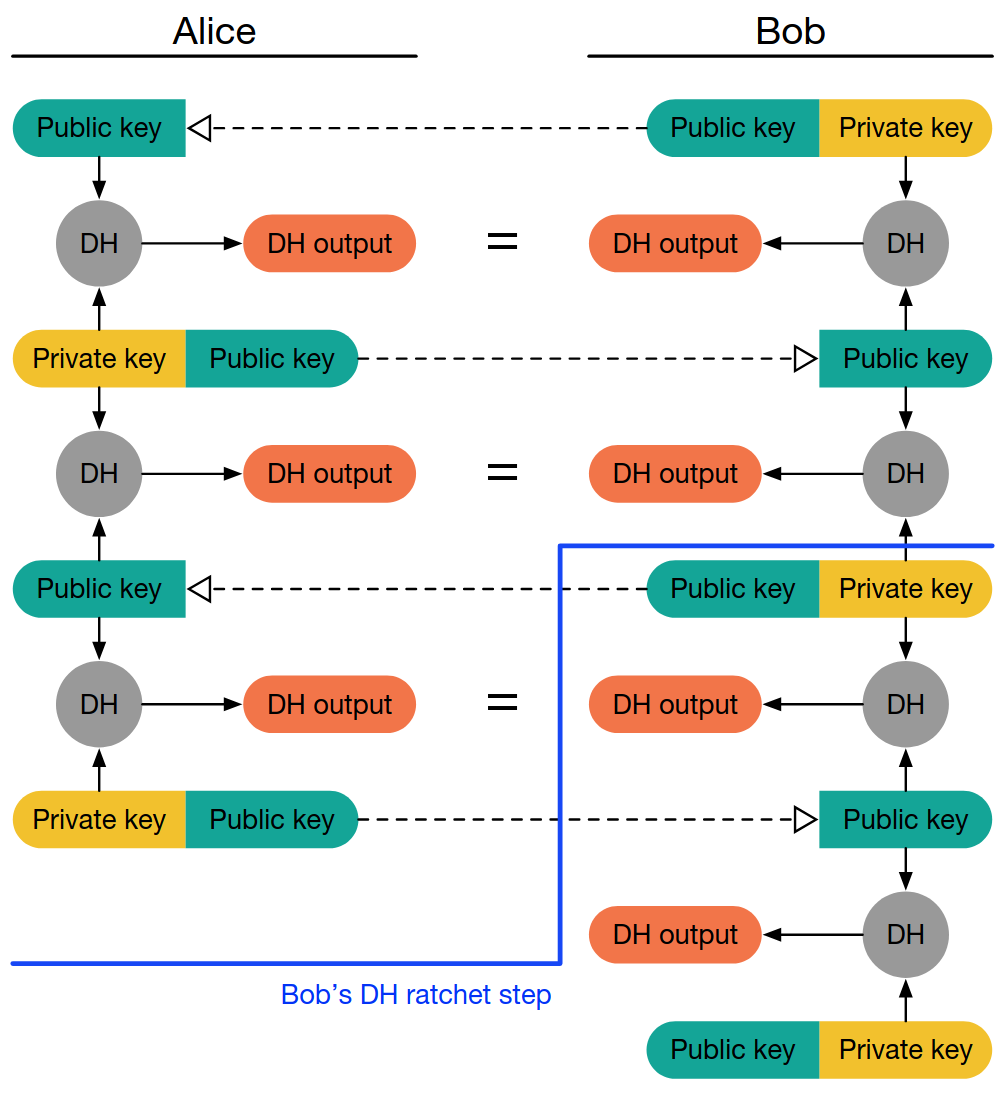 Alice Bob
Public key Public key Private key
DH DH output = DH output DH
Private key Public key Public key
DH DH output = DH output DH
Public key Public key Private key
DH DH output = DH output DH
Private key Public key Public key
DH output DH
Bob's DH ratchet step
Public key Private key